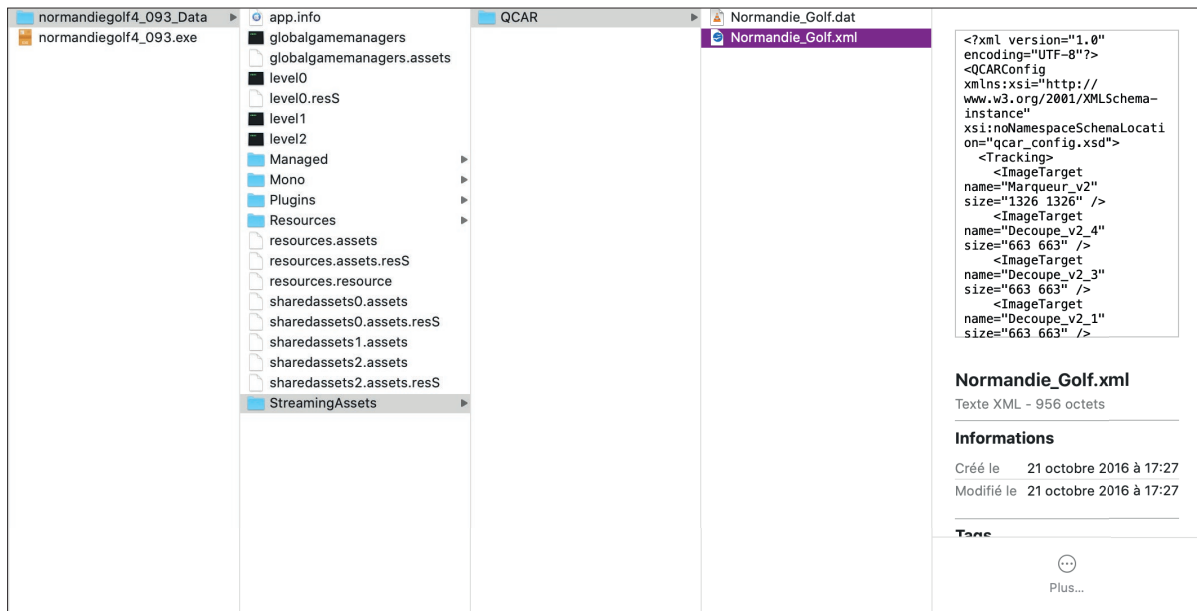 normandiegolf4_093_Data
normandiegolf4_093.exe
app.info
globalgamemanagers
globalgamemanagers.assets
level0
level0.resS
level1
level2
Managed
Mono
Plugins
Resources
resources.assets
resources.assets.resS
resources.resource
sharedassets0.assets
sharedassets0.assets.resS
sharedassets1.assets
sharedassets2.assets
sharedassets2.assets.resS
StreamingAssets
QCAR
Normandie_Golf.dat
Normandie_Golf.xml
<?xml version="1.0"
encoding="UTF-8"?>
<QCARConfig
xmlns:xsi="http://
www.w3.org/2001/XMLSchema-
instance"
xsi:noNamespaceSchemaLocati
on="qcar_config.xsd">
<Tracking>
<ImageTarget
name="Marqueur_v2"
size="1326 1326" />
<ImageTarget
name="Decoupe_v2_4"
size="663 663" />
<ImageTarget
name="Decoupe_v2_3"
size="663 663" />
<ImageTarget
name="Decoupe_v2_1"
size="663 663" />
Normandie_Golf.xml
Texte XML - 956 octets
Informations
Créé le 21 octobre 2016 à 17:27
Modifié le 21 octobre 2016 à 17:27
Tags
Plus...